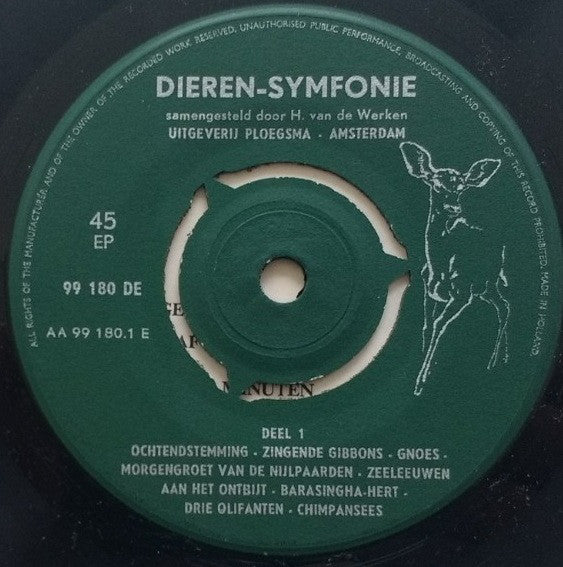 ALL RIGHTS OF THE MANUFACTURER AND OF THE OWNER OF THE RECORDED WORK RESERVED. UNAUTHORISED PUBLIC PERFORMANCE, BROADCASTING AND COPYING OF THIS RECORD PROHIBITED. MADE IN HOLLAND.
DIEREN-SYMFONIE
samengesteld door H. van de Werken
UITGEVERIJ PLOEGSMA · AMSTERDAM
45
EP
99 180 DE
AA 99 180.1 E
MINUTEN
DEEL 1
OCHTENDSTEMMING · ZINGENDE GIBBONS · GNOES ·
MORGENGROET VAN DE NIJLPAARDEN · ZEELEEUWEN
AAN HET ONTBIJT · BARASINGHA-HERT ·
DRIE OLIFANTEN · CHIMPANSEES